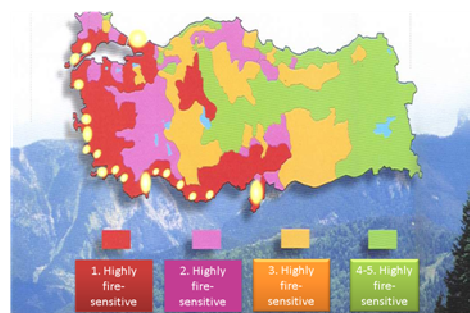 1. Highly
fire-
sensitive
2. Highly
fire-
sensitive
3. Highly
fire-
sensitive
4-5. Highly
fire-
sensitive